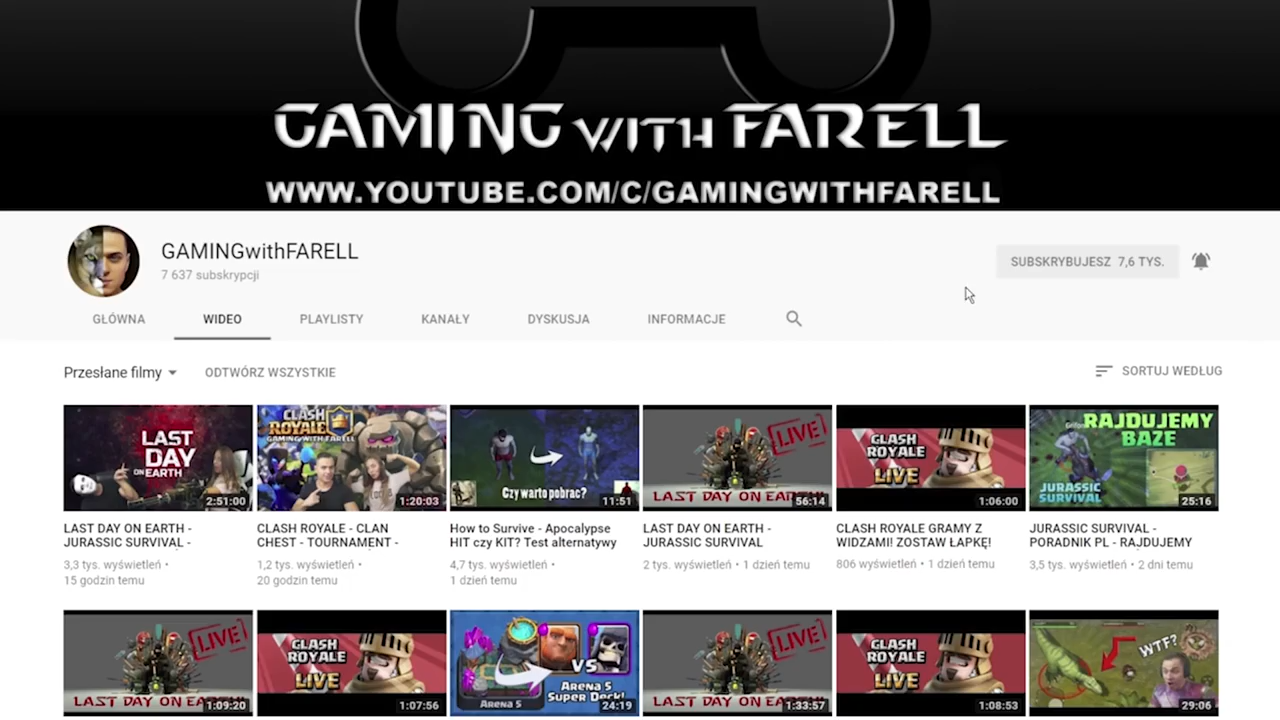 GAMING WITH FARELL
WWW.YOUTUBE.COM/C/GAMINGWITHFARELL
GAMINGwithFARELL
7 637 subskrypcji
SUBSKRYBUJESZ 7,6 TYS.
GŁÓWNA WIDEO PLAYLISTY KANAŁY DYSKUSJA INFORMACJE
Przesłane filmy ODTWÓRZ WSZYSTKIE SORTUJ WEDŁUG
LAST
DAY
ON EARTH
2:51:00
CLASH
ROYALE
GAMING WITH FARELL
1:20:03
Czy warto pobrac?
11:51
LIVE
LAST DAY ON EARTH
56:14
CLASH
ROYALE
LIVE
1:06:00
RAJDUJEMY
BAZE
JURASSIC
SURVIVAL
25:16
LAST DAY ON EARTH -
JURASSIC SURVIVAL -
3,3 tys. wyświetleń •
15 godzin temu
CLASH ROYALE - CLAN
CHEST - TOURNAMENT -
1,2 tys. wyświetleń •
20 godzin temu
How to Survive - Apocalypse
HIT czy KIT? Test alternatywy
4,7 tys. wyświetleń •
1 dzień temu
LAST DAY ON EARTH -
JURASSIC SURVIVAL
2 tys. wyświetleń • 1 dzień temu
CLASH ROYALE GRAMY Z
WIDZAMI! ZOSTAW ŁAPKĘ!
806 wyświetleń • 1 dzień temu
JURASSIC SURVIVAL -
PORADNIK PL - RAJDUJEMY
3,5 tys. wyświetleń • 2 dni temu
LIVE
LAST DAY ON EARTH
1:09:20
CLASH
ROYALE
LIVE
1:07:56
VS
Arena 5
Arena 5
Super Deck!
24:19
LIVE
LAST DAY ON EARTH
1:33:57
CLASH
ROYALE
LIVE
1:08:53
WTF?
29:06